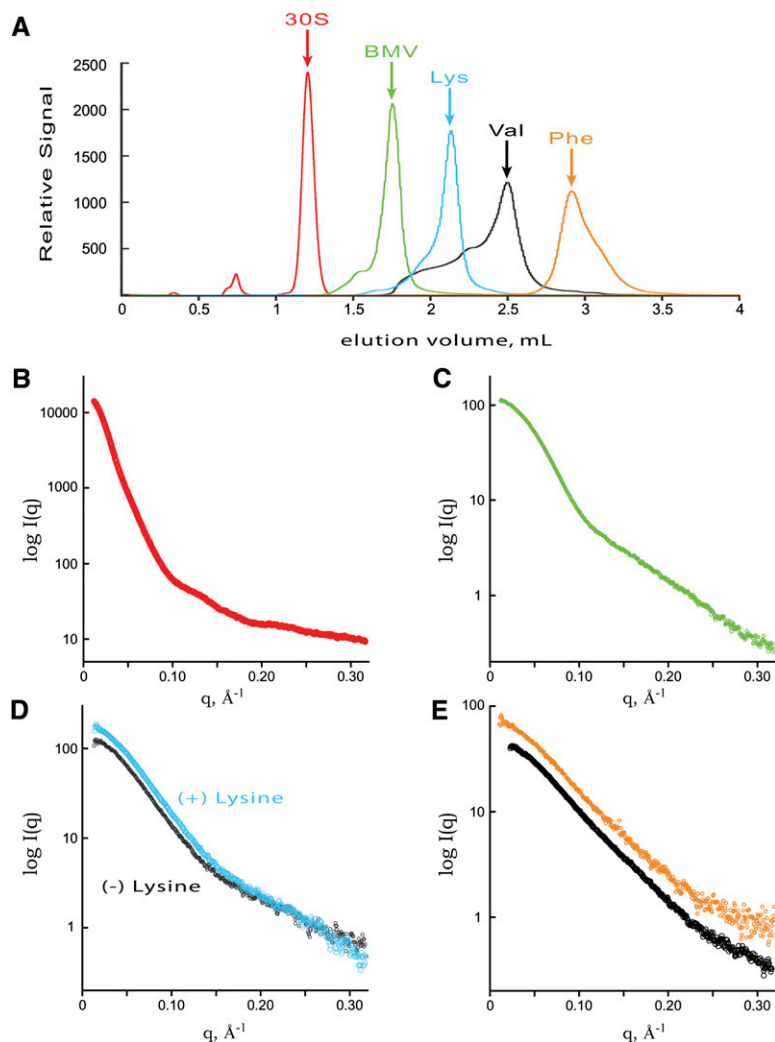 A
30S
BMV
Lys
Val
Phe
Relative Signal
2500
2000
1500
1000
500
0 0.5 1 1.5 2 2.5 3 3.5 4
elution volume, mL
B
log I(q)
10000
1000
100
10
0 0.10 0.20 0.30
q, Å-1
C
log I(q)
100
10
1
0 0.10 0.20 0.30
q, Å-1
D
log I(q)
100
10
1
(+) Lysine
(-) Lysine
0 0.10 0.20 0.30
q, Å-1
E
log I(q)
100
10
1
0 0.10 0.20 0.30
q, Å-1